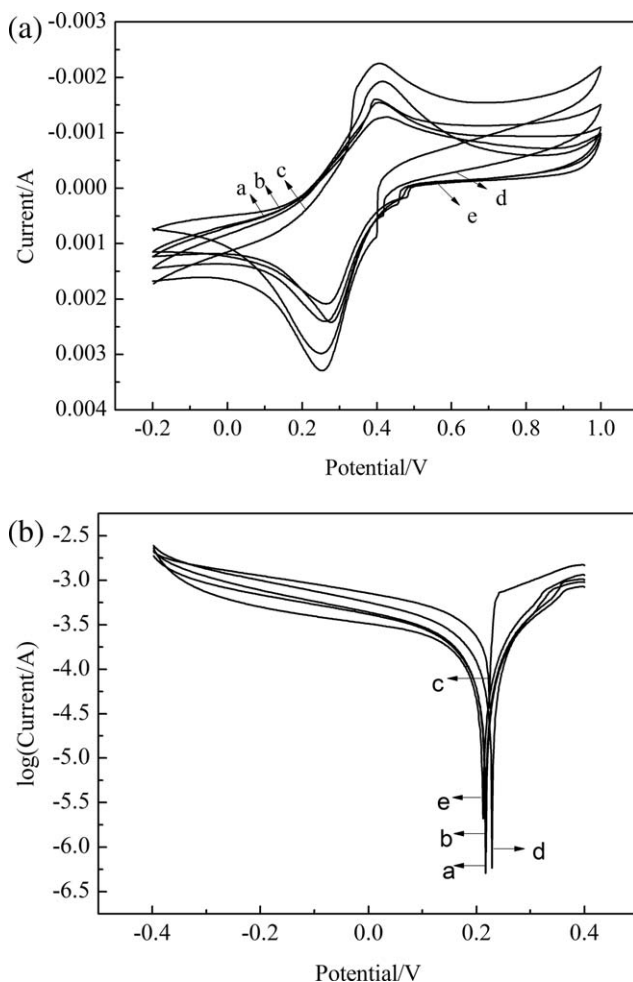 (a)
-0.003
-0.002
-0.001
0.000
0.001
0.002
0.003
0.004
Current/A
a b c
d
e
-0.2 0.0 0.2 0.4 0.6 0.8 1.0
Potential/V
(b)
-2.5
-3.0
-3.5
-4.0
-4.5
-5.0
-5.5
-6.0
-6.5
log(Current/A)
c
e
b
d
a
-0.4 -0.2 0.0 0.2 0.4
Potential/V